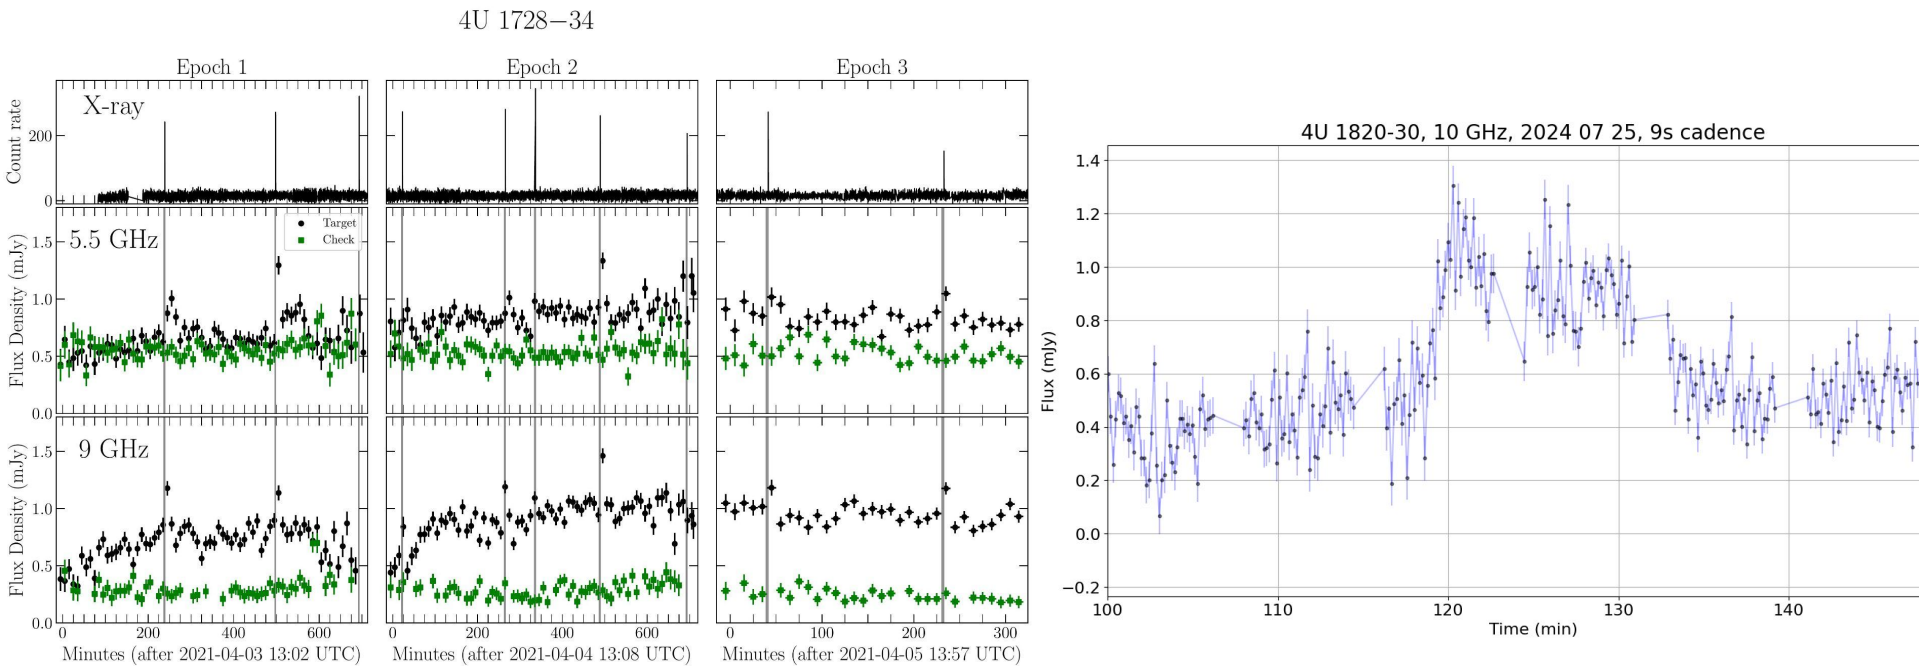 4U 1728−34
Epoch 1
Epoch 2
Epoch 3
X-ray
Count rate
200
0
5.5 GHz
Target
Check
Flux Density (mJy)
1.5
1.0
0.5
0.0
9 GHz
Flux Density (mJy)
1.5
1.0
0.5
0.0
0 200 400 600
0 200 400 600
0 100 200 300
Minutes (after 2021-04-03 13:02 UTC)
Minutes (after 2021-04-04 13:08 UTC)
Minutes (after 2021-04-05 13:57 UTC)
4U 1820-30, 10 GHz, 2024 07 25, 9s cadence
Flux (mJy)
1.4
1.2
1.0
0.8
0.6
0.4
0.2
0.0
−0.2
100 110 120 130 140
Time (min)